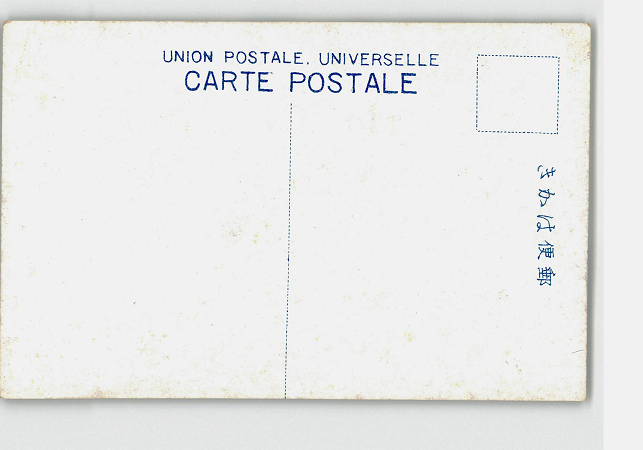 UNION POSTALE. UNIVERSELLE
CARTE POSTALE
郵便はかき